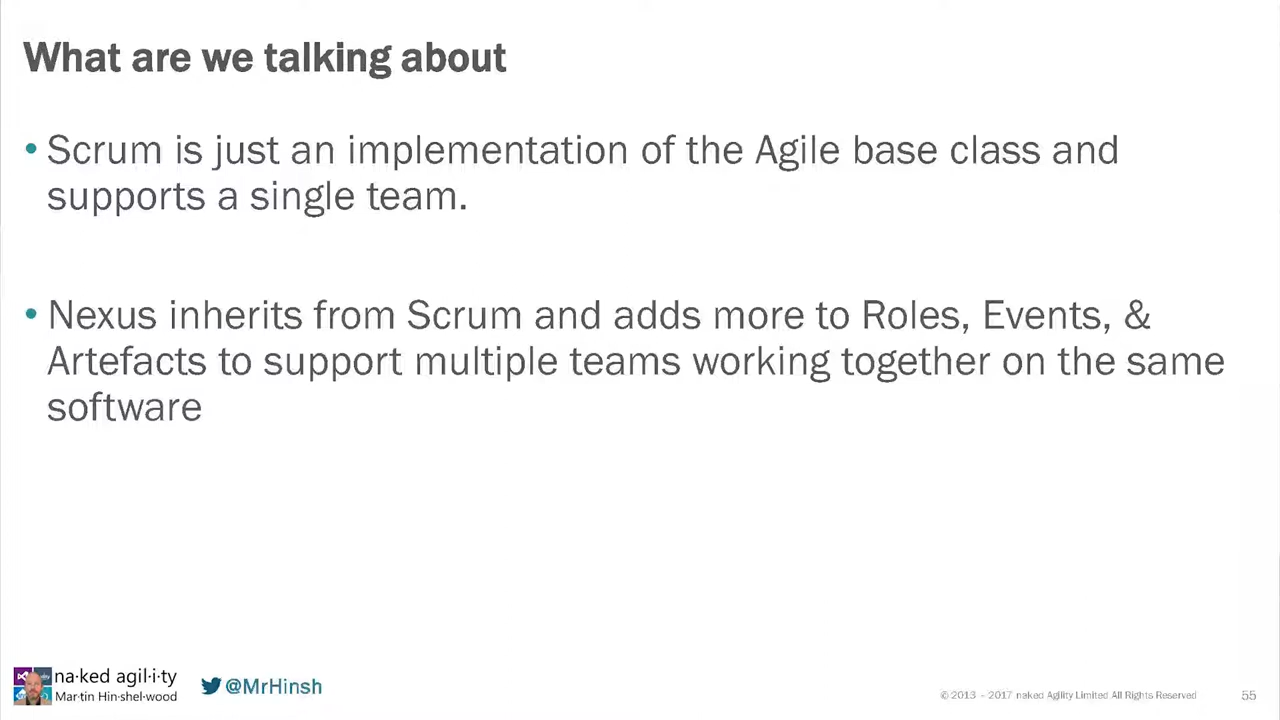 What are we talking about
• Scrum is just an implementation of the Agile base class and
supports a single team.
• Nexus inherits from Scrum and adds more to Roles, Events, &
Artefacts to support multiple teams working together on the same
software
na·ked agil·i·ty
Mar·tin Hin·shel·wood
@MrHinsh
© 2013 - 2017 naked Agility Limited All Rights Reserved
55